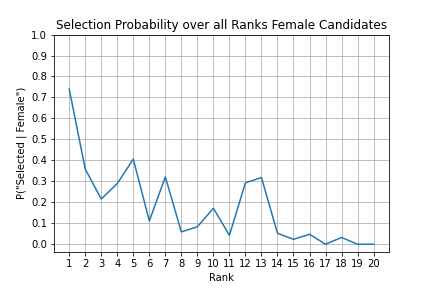 Selection Probability over all Ranks Female Candidates
P("Selected | Female")
1.0
0.9
0.8
0.7
0.6
0.5
0.4
0.3
0.2
0.1
0.0
1 2 3 4 5 6 7 8 9 10 11 12 13 14 15 16 17 18 19 20
Rank